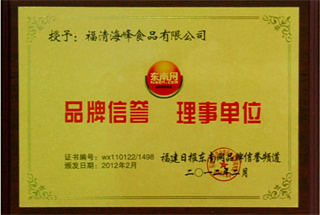 授予：福清海峰食品有限公司
东南网
品牌信誉 理事单位
证书编号：wx110122/1498
颁发日期：2012年2月
福建日报东南网品牌信誉频道
二〇一二年二月